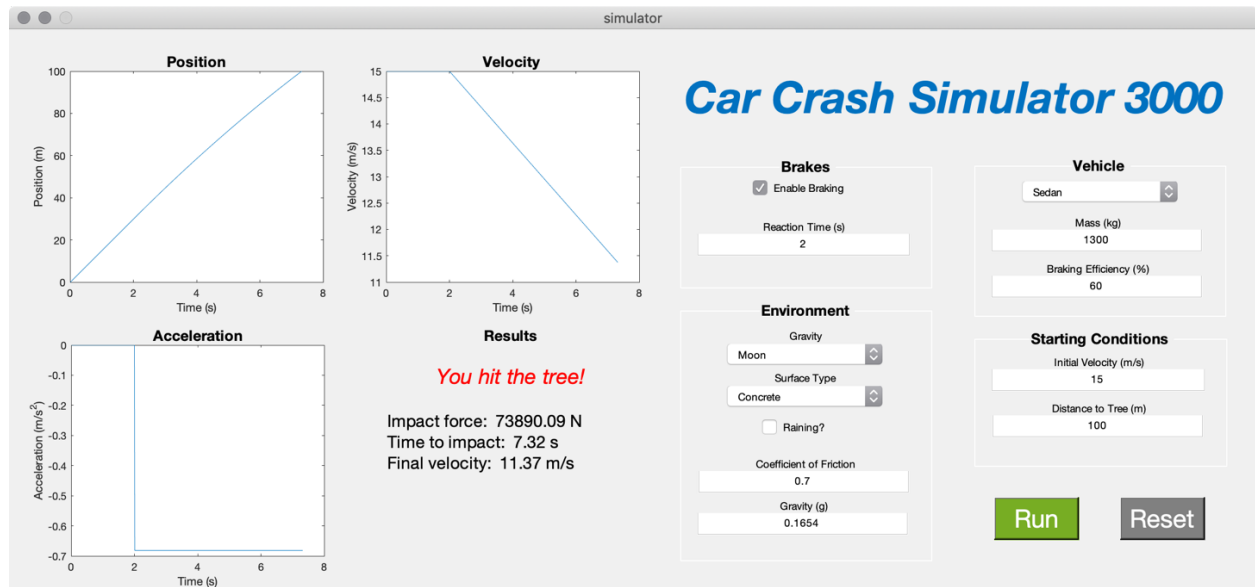 simulator
Position
100
80
60
40
20
0
Position (m)
0 2 4 6 8
Time (s)
Velocity
15
14.5
14
13.5
13
12.5
12
11.5
11
Velocity (m/s)
0 2 4 6 8
Time (s)
Acceleration
0
-0.1
-0.2
-0.3
-0.4
-0.5
-0.6
-0.7
Acceleration (m/s²)
0 2 4 6 8
Time (s)
Results
You hit the tree!
Impact force: 73890.09 N
Time to impact: 7.32 s
Final velocity: 11.37 m/s
Car Crash Simulator 3000
Brakes
Enable Braking
Reaction Time (s)
2
Environment
Gravity
Moon
Surface Type
Concrete
Raining?
Coefficient of Friction
0.7
Gravity (g)
0.1654
Vehicle
Sedan
Mass (kg)
1300
Braking Efficiency (%)
60
Starting Conditions
Initial Velocity (m/s)
15
Distance to Tree (m)
100
Run
Reset